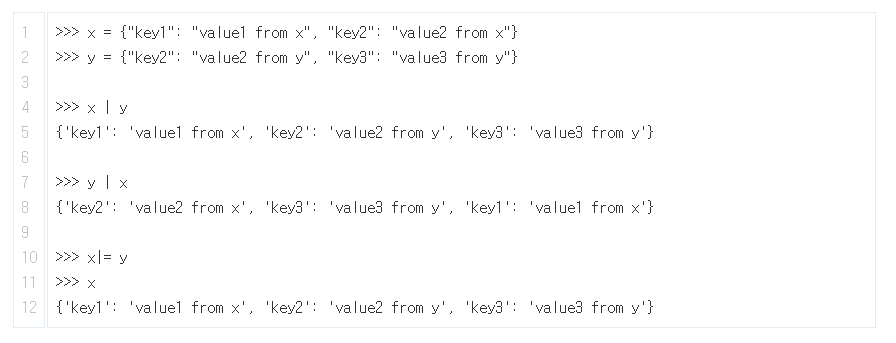 1 >>> x = {"key1": "value1 from x", "key2": "value2 from x"}
2 >>> y = {"key2": "value2 from y", "key3": "value3 from y"}
3
4 >>> x | y
5 {'key1': 'value1 from x', 'key2': 'value2 from y', 'key3': 'value3 from y'}
6
7 >>> y | x
8 {'key2': 'value2 from x', 'key3': 'value3 from y', 'key1': 'value1 from x'}
9
10 >>> x|= y
11 >>> x
12 {'key1': 'value1 from x', 'key2': 'value2 from y', 'key3': 'value3 from y'}